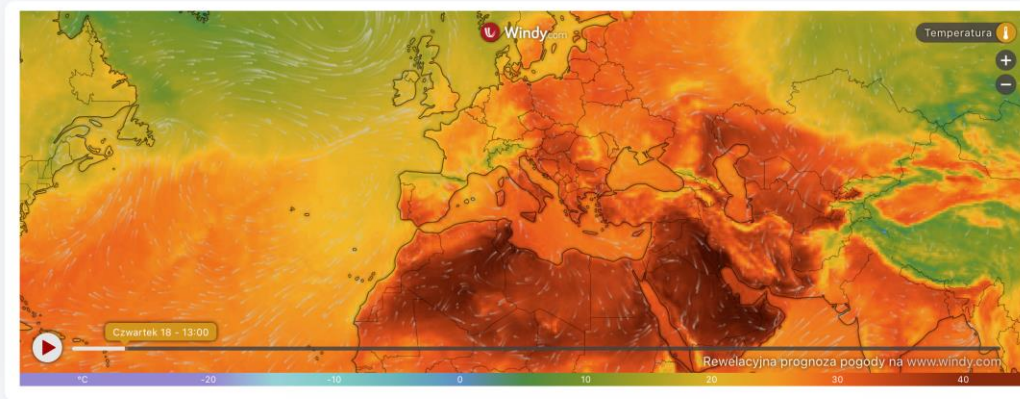 Windy.com
Temperatura
+
−
Czwartek 18 - 13:00
Rewelacyjna prognoza pogody na www.windy.com
°C -20 -10 0 10 20 30 40